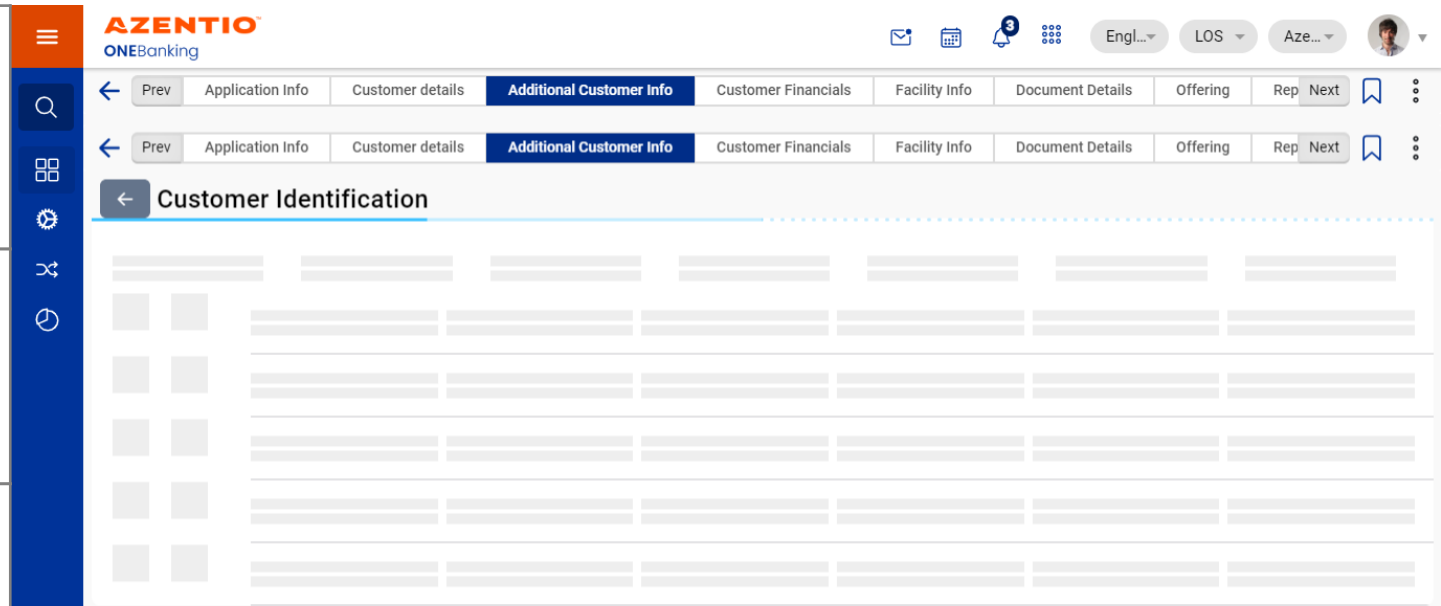 AZENTIO™
ONEBanking
3
Engl... LOS Aze...
Prev Application Info Customer details Additional Customer Info Customer Financials Facility Info Document Details Offering Rep Next
Prev Application Info Customer details Additional Customer Info Customer Financials Facility Info Document Details Offering Rep Next
Customer Identification